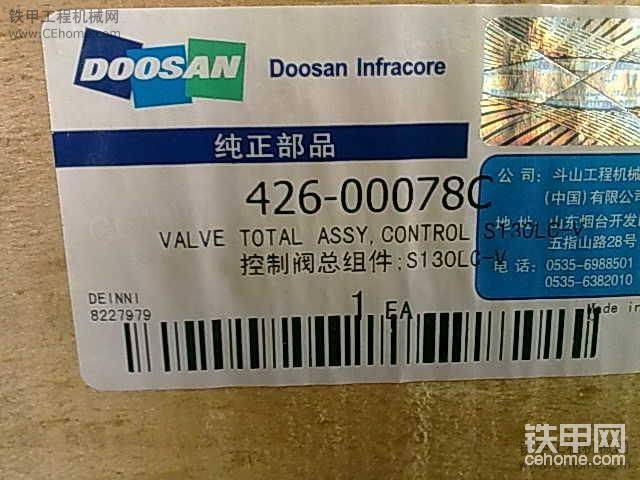 铁甲工程机械网
www.CEhome.com
DOOSAN Doosan Infracore
纯正部品
426-00078C
VALVE TOTAL ASSY,CONTROL S130LC-V
控制阀总组件;S130LC-V
1 EA
DEINNI
8227979
公 司: 斗山工程机械
(中国)有限公司
地 址: 山东烟台开发
五指山路28号
电 话: 0535-6988501
0535-6382010
Made in
铁甲网
cehome.com